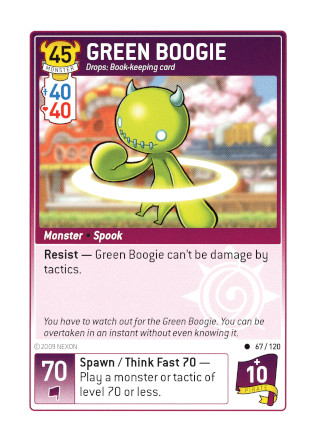 45
MONSTER
GREEN BOOGIE
Drops: Book-keeping card
40
40
Monster • Spook
Resist — Green Boogie can't be damage by
tactics.
You have to watch out for the Green Boogie. You can be
overtaken in an instant without even knowing it.
©2009 NEXON
● 67/120
70
Spawn / Think Fast 70 —
Play a monster or tactic of
level 70 or less.
+
10
PIRATE